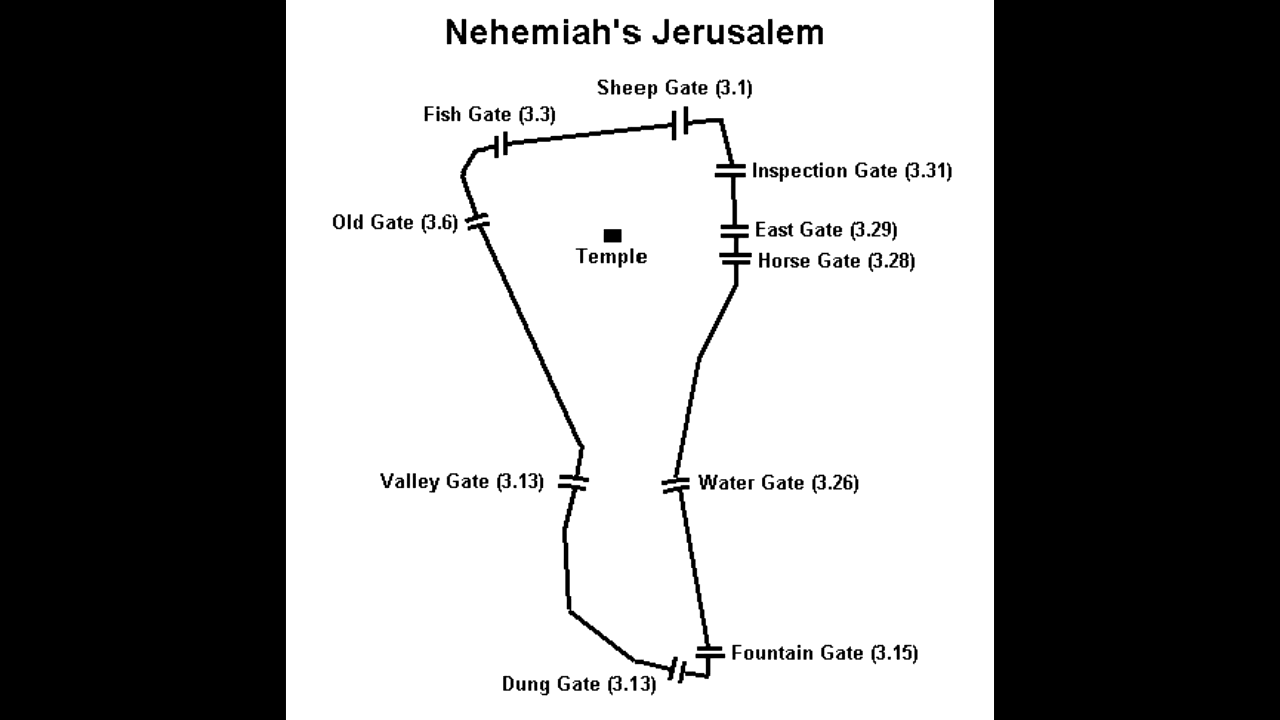 Nehemiah's Jerusalem
Sheep Gate (3.1)
Fish Gate (3.3)
Inspection Gate (3.31)
Old Gate (3.6)
East Gate (3.29)
Temple
Horse Gate (3.28)
Valley Gate (3.13)
Water Gate (3.26)
Fountain Gate (3.15)
Dung Gate (3.13)